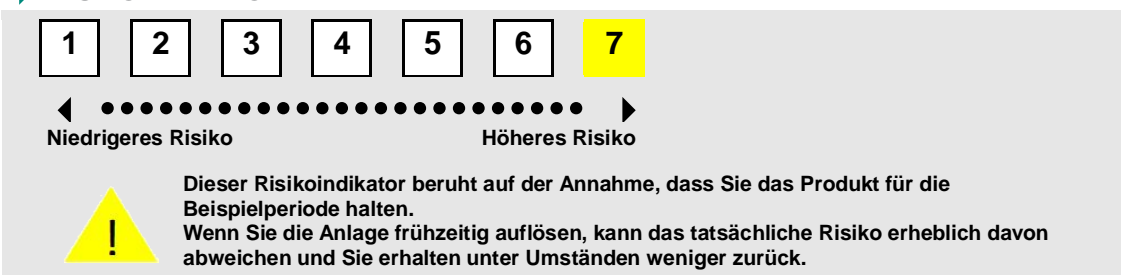 1 2 3 4 5 6 7
Niedrigeres Risiko Höheres Risiko
Dieser Risikoindikator beruht auf der Annahme, dass Sie das Produkt für die
Beispielperiode halten.
! Wenn Sie die Anlage frühzeitig auflösen, kann das tatsächliche Risiko erheblich davon
abweichen und Sie erhalten unter Umständen weniger zurück.